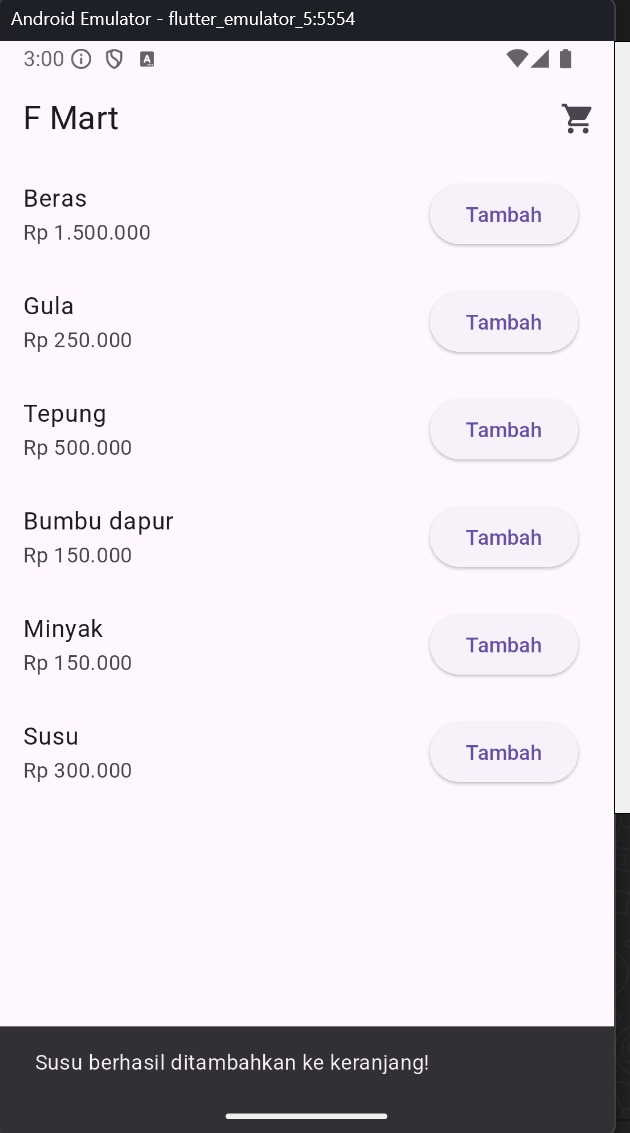 Android Emulator - flutter_emulator_5:5554
3:00
F Mart
Beras
Rp 1.500.000
Tambah
Gula
Rp 250.000
Tambah
Tepung
Rp 500.000
Tambah
Bumbu dapur
Rp 150.000
Tambah
Minyak
Rp 150.000
Tambah
Susu
Rp 300.000
Tambah
Susu berhasil ditambahkan ke keranjang!